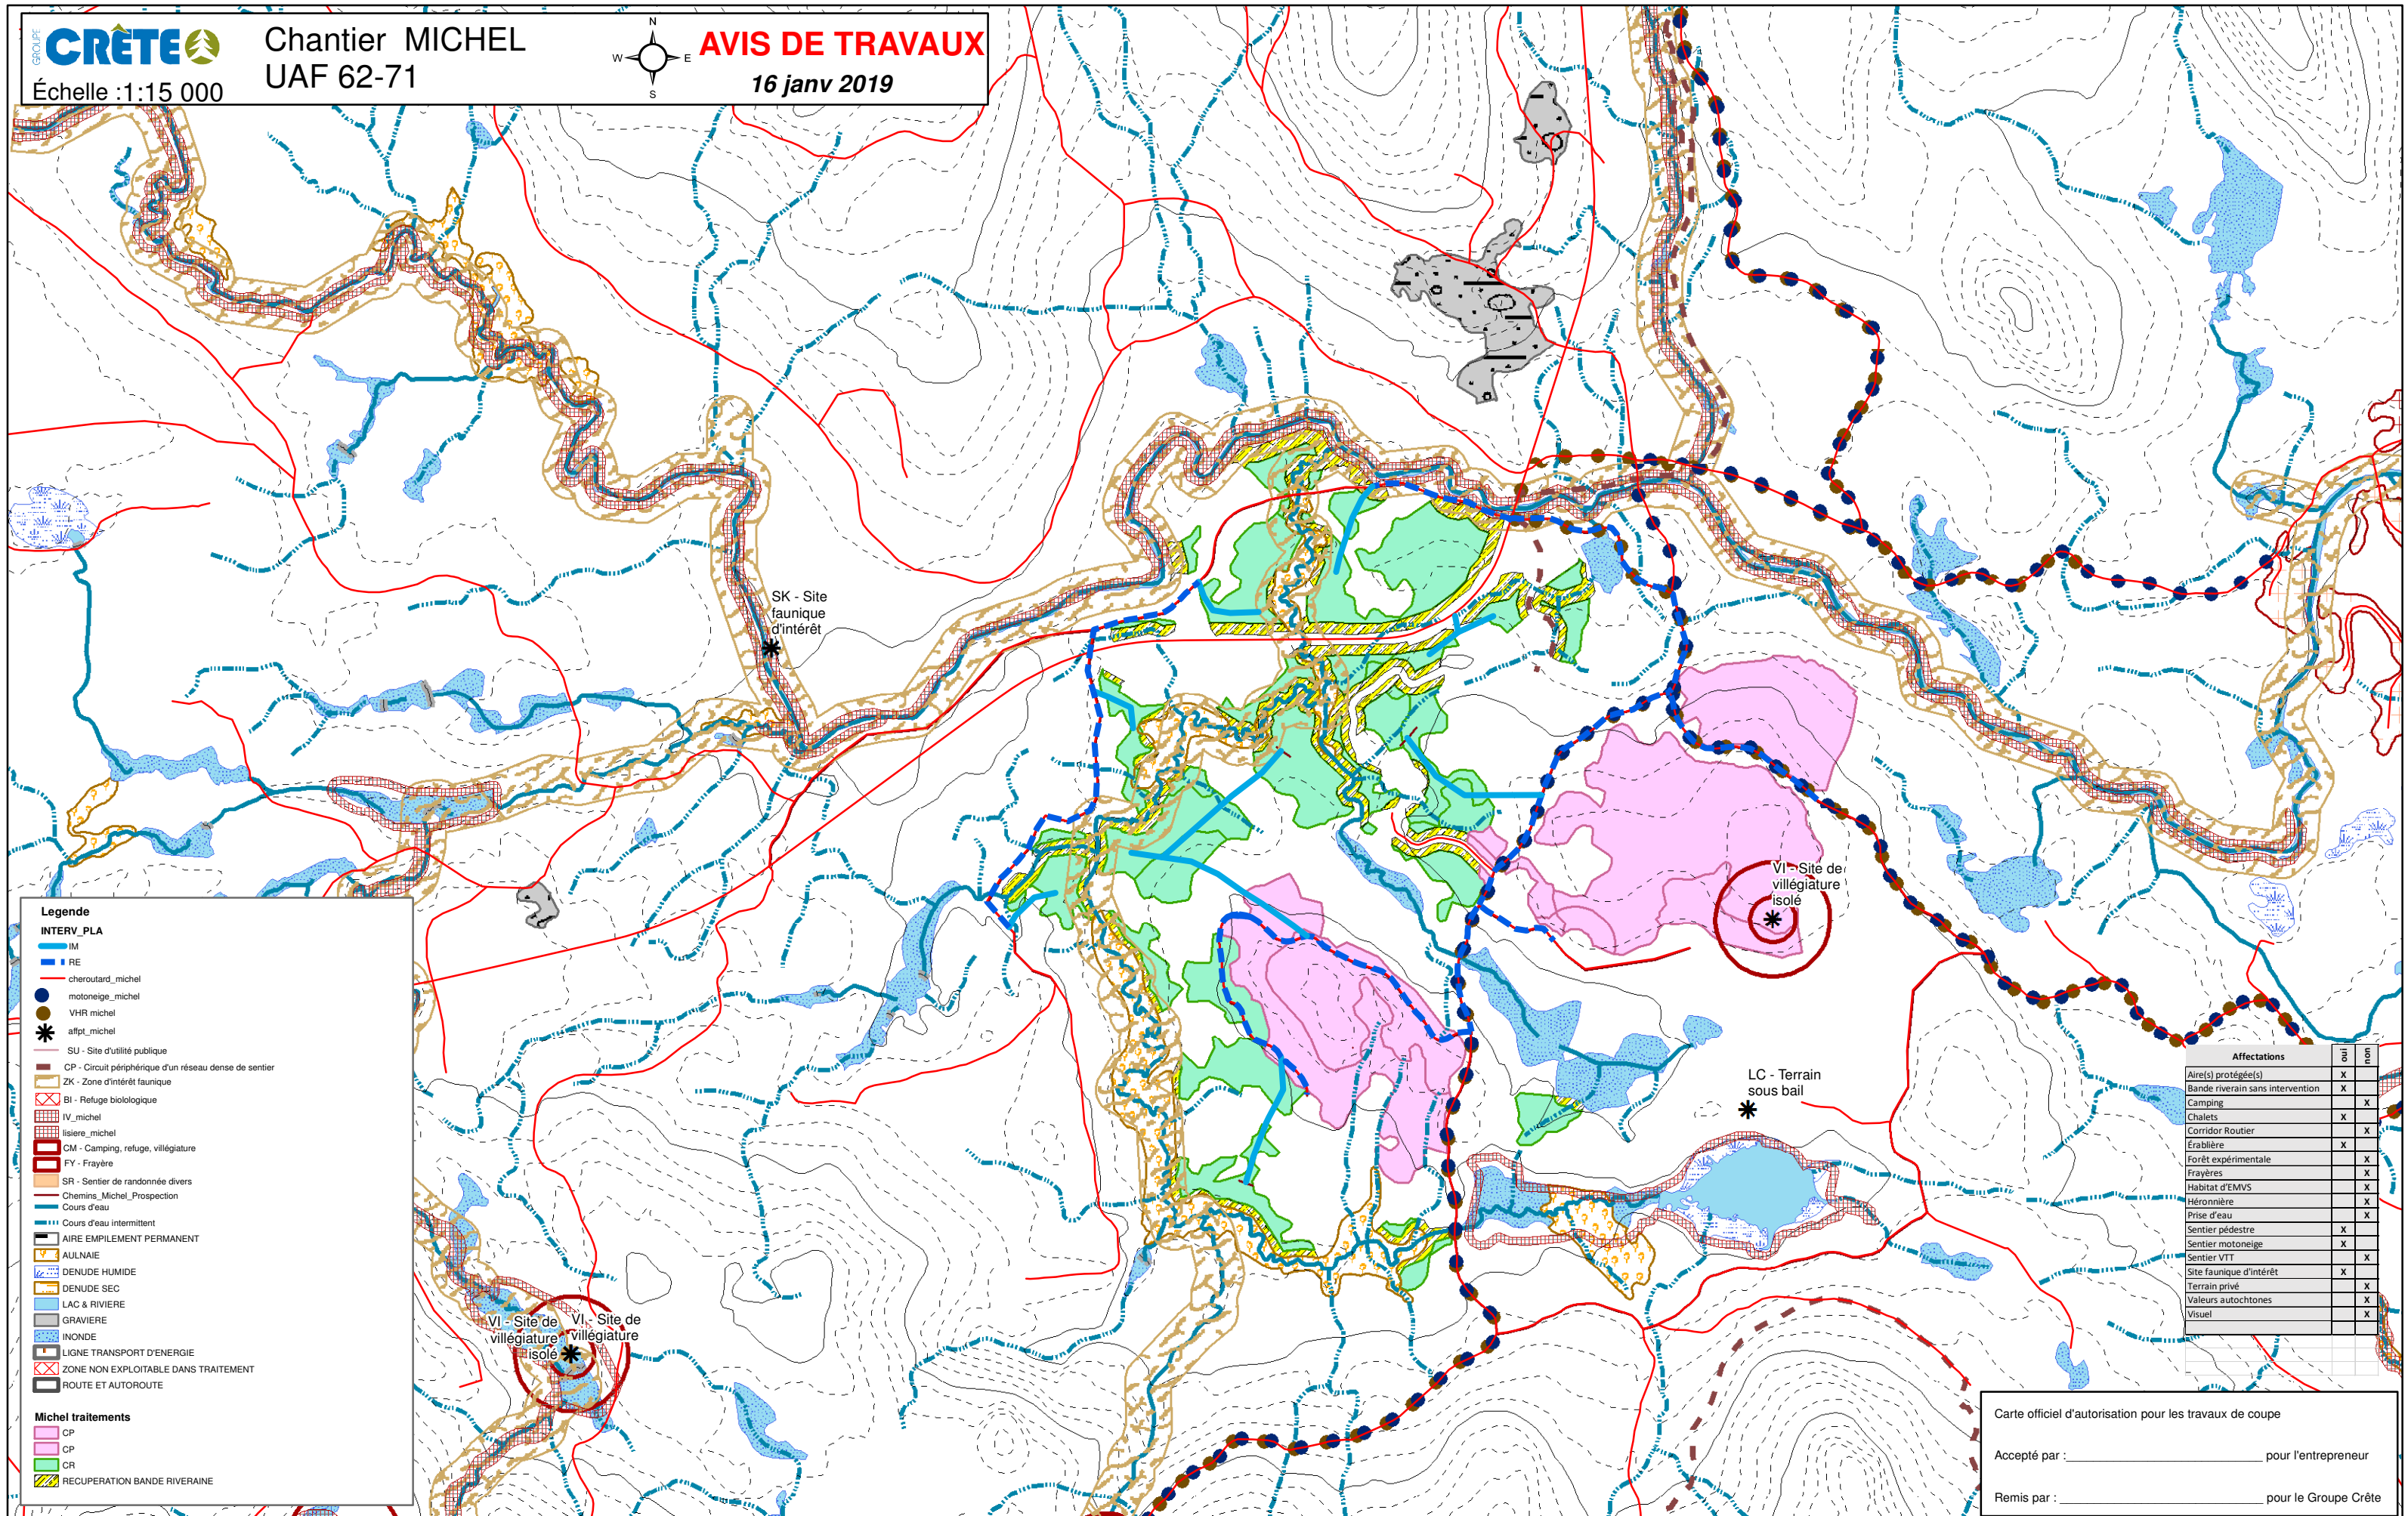 GROUPE CRÊTE
Échelle :1:15 000
Chantier MICHEL
UAF 62-71
N
W E
S
AVIS DE TRAVAUX
16 janv 2019
SK - Site
faunique
d'intérêt
VI - Site de
villégiature
isolé
LC - Terrain
sous bail
VI - Site de
villégiature
isolé
VI - Site de
villégiature
Legende
INTERV_PLA
IM
RE
cheroutard_michel
motoneige_michel
VHR michel
afpt_michel
SU - Site d'utilité publique
CP - Circuit périphérique d'un réseau dense de sentier
ZK - Zone d'intérêt faunique
BI - Refuge biolologique
IV_michel
lisiere_michel
CM - Camping, refuge, villégiature
FY - Frayère
SR - Sentier de randonnée divers
Chemins_Michel_Prospection
Cours d'eau
Cours d'eau intermittent
AIRE EMPILEMENT PERMANENT
AULNAIE
DENUDE HUMIDE
DENUDE SEC
LAC & RIVIERE
GRAVIERE
INONDE
LIGNE TRANSPORT D'ENERGIE
ZONE NON EXPLOITABLE DANS TRAITEMENT
ROUTE ET AUTOROUTE
Michel traitements
CP
CP
CR
RECUPERATION BANDE RIVERAINE
Affectations oui non
Aire(s) protégée(s) X
Bande riverain sans intervention X
Camping X
Chalets X
Corridor Routier X
Érablière X
Forêt expérimentale X
Frayères X
Habitat d'EMVS X
Héronnière X
Prise d'eau X
Sentier pédestre X
Sentier motoneige X
Sentier VTT X
Site faunique d'intérêt X
Terrain privé X
Valeurs autochtones X
Visuel X
Carte officiel d'autorisation pour les travaux de coupe
Accepté par :______________________________ pour l'entrepreneur
Remis par : _______________________________ pour le Groupe Crête